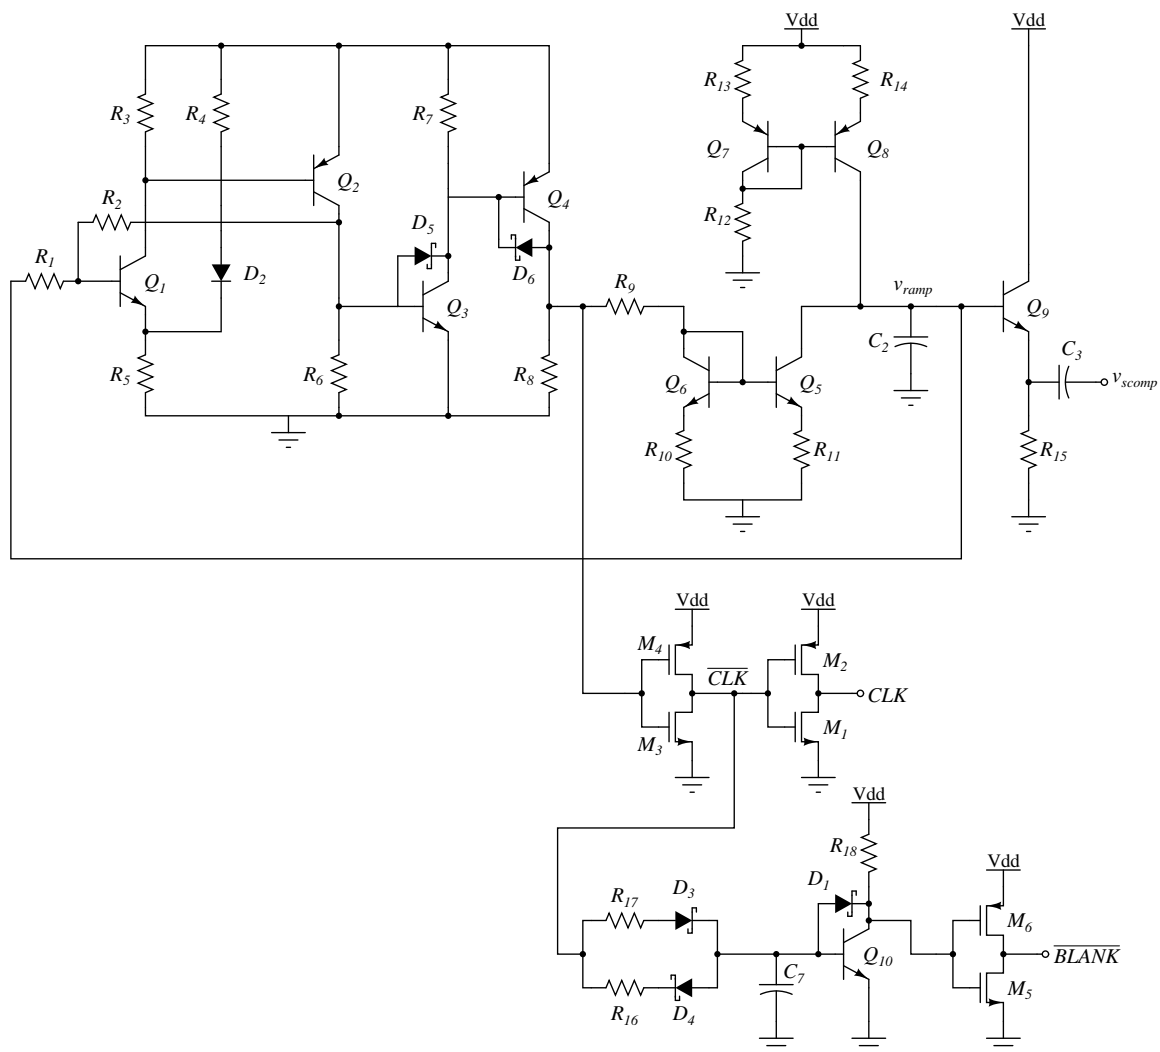 Vdd
Vdd
R13
R14
R3
R4
R7
Q7
Q8
Q2
Q4
R2
R12
D5
D6
R1
Q1
D2
Q3
R9
vramp
Q9
C2
C3
R5
R6
R8
Q6
Q5
vscomp
R10
R11
R15
Vdd
Vdd
M4
CLK
M2
CLK
M3
M1
Vdd
R18
Vdd
D1
R17
D3
M6
Q10
BLANK
C7
M5
R16
D4